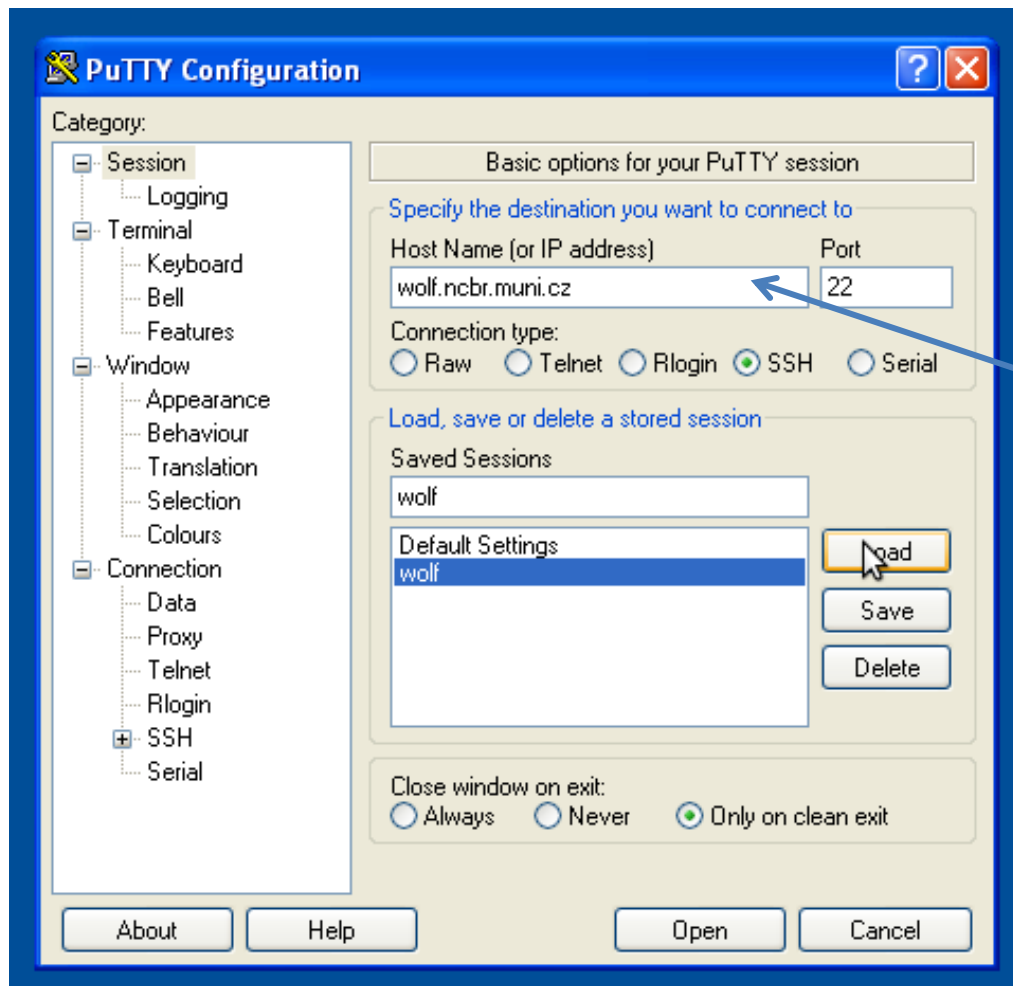 PuTTY Configuration
Category:
Session
Logging
Terminal
Keyboard
Bell
Features
Window
Appearance
Behaviour
Translation
Selection
Colours
Connection
Data
Proxy
Telnet
Rlogin
SSH
Serial
Basic options for your PuTTY session
Specify the destination you want to connect to
Host Name (or IP address) Port
wolf.ncbr.muni.cz 22
Connection type:
Raw Telnet Rlogin SSH Serial
Load, save or delete a stored session
Saved Sessions
wolf
Default Settings
wolf
Load
Save
Delete
Close window on exit:
Always Never Only on clean exit
About Help Open Cancel